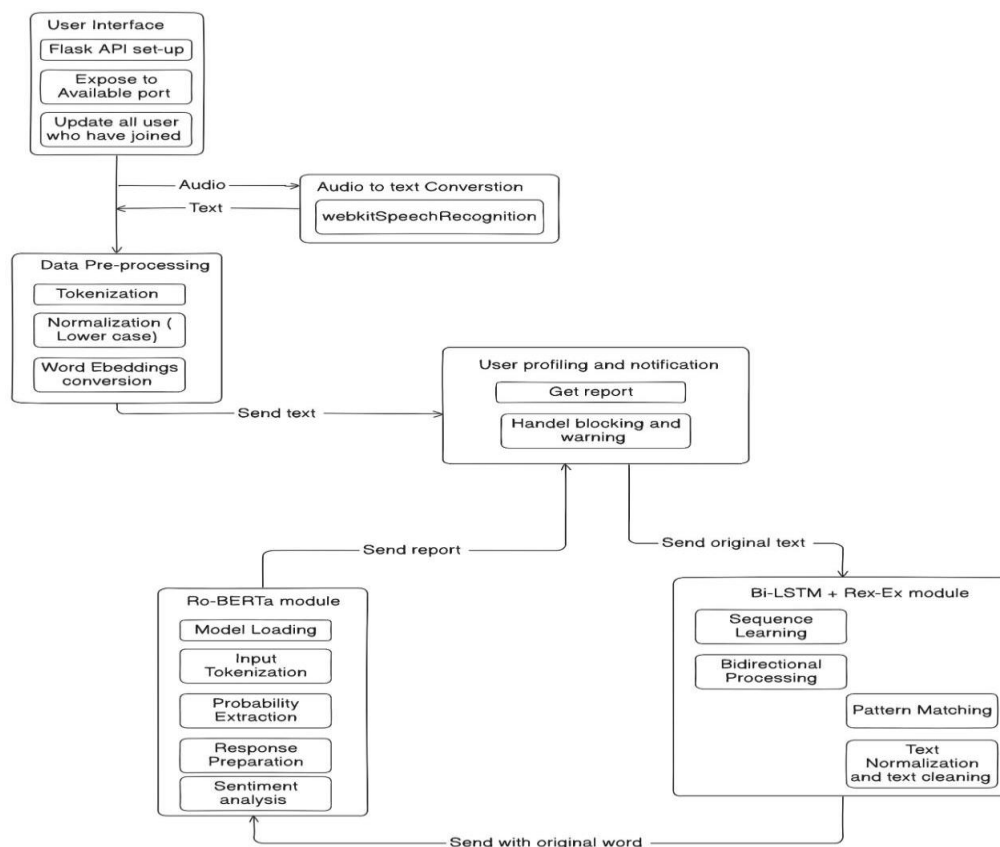 User Interface
Flask API set-up
Expose to
Available port
Update all user
who have joined
Audio
Text
Audio to text Converstion
webkitSpeechRecognition
Data Pre-processing
Tokenization
Normalization (
Lower case)
Word Ebeddings
conversion
Send text
User profiling and notification
Get report
Handel blocking and
warning
Send report
Send original text
Ro-BERTa module
Model Loading
Input
Tokenization
Probability
Extraction
Response
Preparation
Sentiment
analysis
Bi-LSTM + Rex-Ex module
Sequence
Learning
Bidirectional
Processing
Pattern Matching
Text
Normalization
and text cleaning
Send with original word